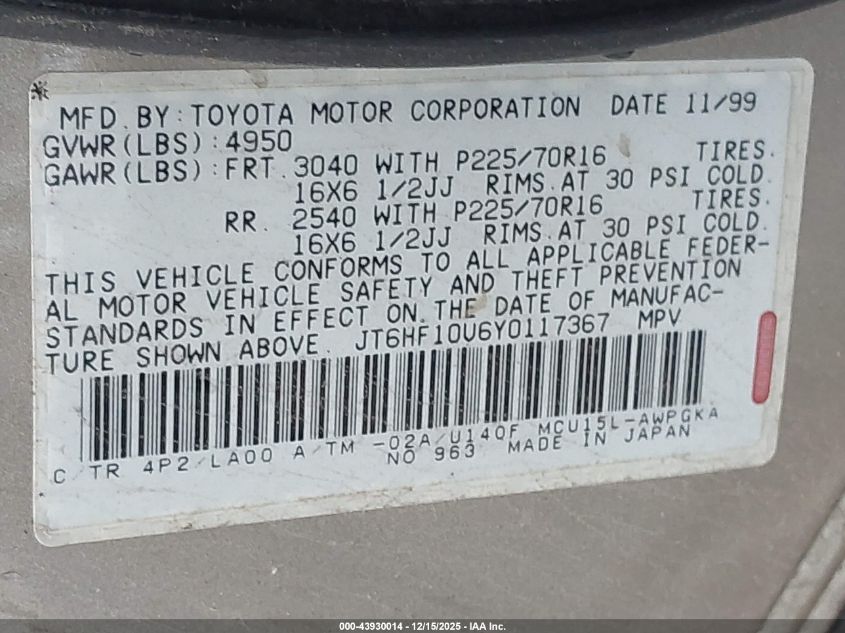 MFD. BY: TOYOTA MOTOR CORPORATION DATE 11/99
GVWR(LBS):4950
GAWR(LBS):FRT. 3040 WITH P225/70R16 TIRES.
16X6 1/2JJ RIMS.AT 30 PSI COLD.
RR. 2540 WITH P225/70R16 TIRES.
16X6 1/2JJ RIMS.AT 30 PSI COLD.
THIS VEHICLE CONFORMS TO ALL APPLICABLE FEDER-
AL MOTOR VEHICLE SAFETY AND THEFT PREVENTION
STANDARDS IN EFFECT ON THE DATE OF MANUFAC-
TURE SHOWN ABOVE. JT6HF10U6Y0117367 MPV
C/TR 4P2/LA00 A/TM -02A/U140F MCU15L-AWPGKA
NO 963 MADE IN JAPAN
000-43930014 - 12/15/2025 - IAA Inc.